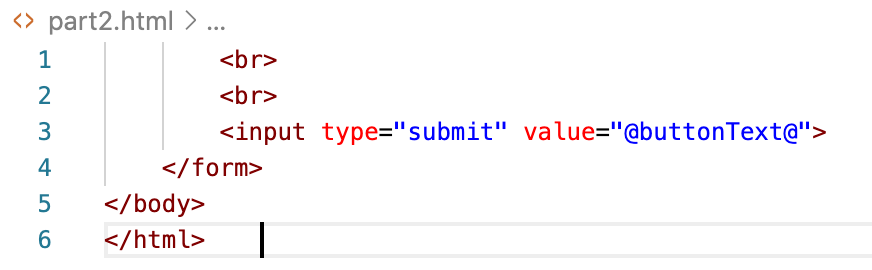 <> part2.html > ...
1 <br>
2 <br>
3 <input type="submit" value="@buttonText@">
4 </form>
5 </body>
6 </html>